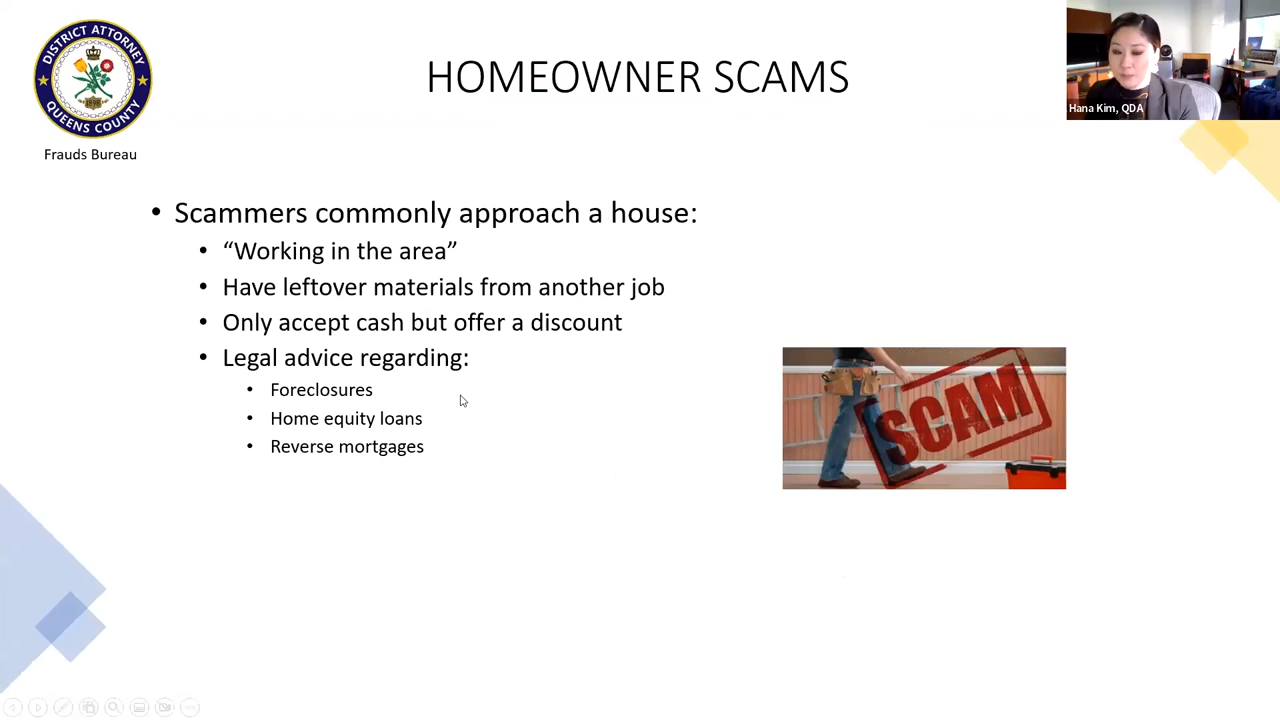 DISTRICT ATTORNEY
1898
QUEENS COUNTY
Frauds Bureau
HOMEOWNER SCAMS
Hana Kim, QDA
• Scammers commonly approach a house:
• “Working in the area”
• Have leftover materials from another job
• Only accept cash but offer a discount
• Legal advice regarding:
• Foreclosures
• Home equity loans
• Reverse mortgages
SCAM